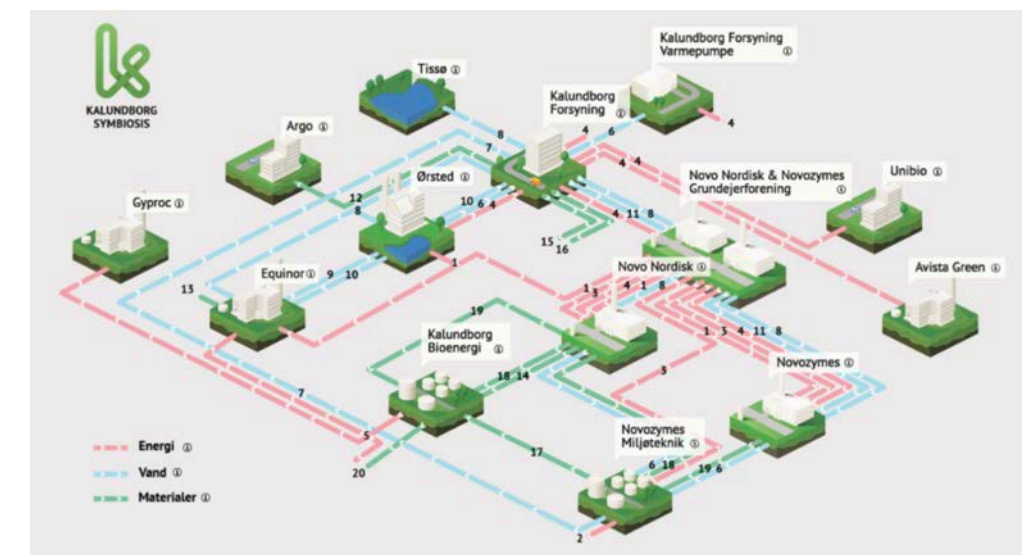 KALUNDBORG
SYMBIOSIS
Tissø
Kalundborg Forsyning
Varmepumpe
Kalundborg
Forsyning
Argo
Ørsted
Novo Nordisk & Novozymes
Grundejerforening
Unibio
Gyproc
Equinor
Novo Nordisk
Avista Green
Kalundborg
Bioenergi
Novozymes
Novozymes
Miljøteknik
Energi
Vand
Materialer
8
7
4
6
4
4 4
12
8
10 6 4
4 11 8
15
16
1
9 10
13
1
3
4 1 8
19
1 3 4 11 8
3
18 14
7
5
20
17
6 18
19 6
2